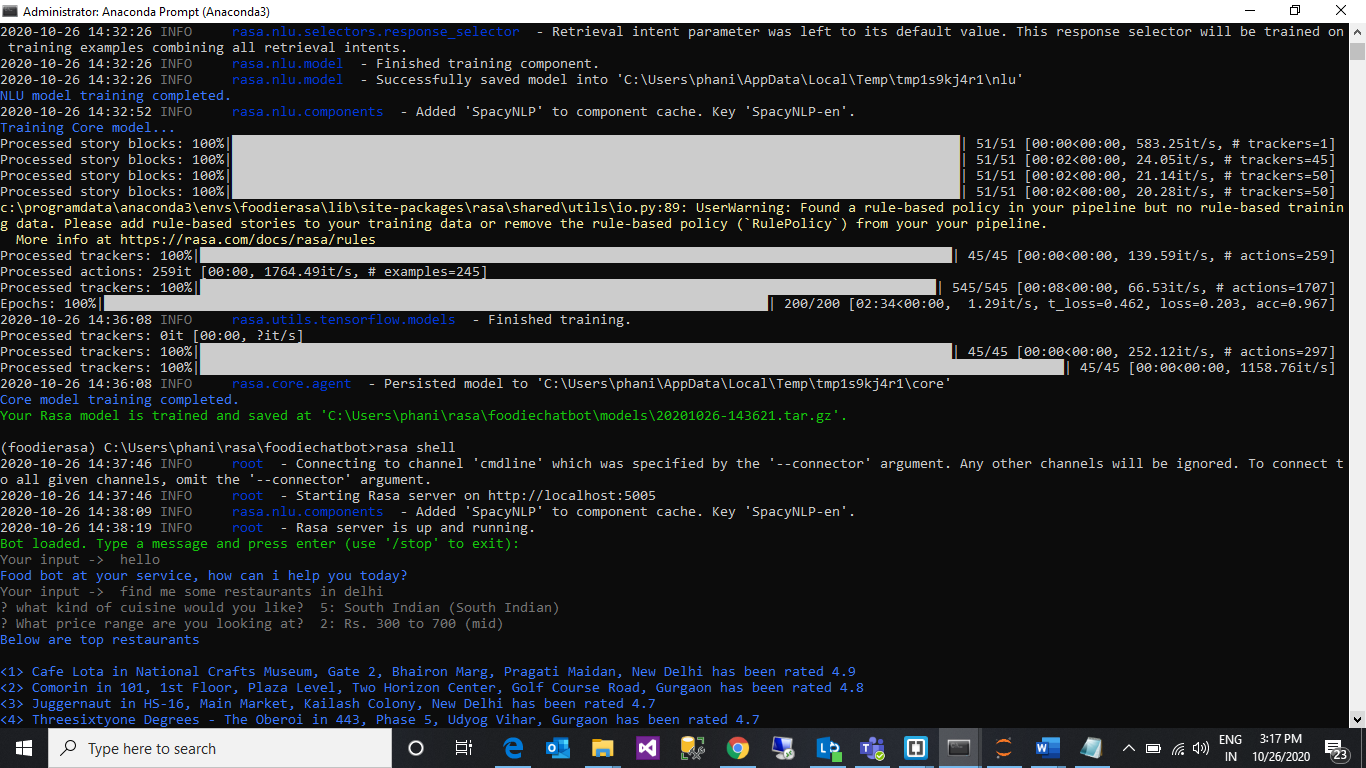 Administrator: Anaconda Prompt (Anaconda3)
2020-10-26 14:32:26 INFO     rasa.nlu.selectors.response_selector  - Retrieval intent parameter was left to its default value. This response selector will be trained on
 training examples combining all retrieval intents.
2020-10-26 14:32:26 INFO     rasa.nlu.model  - Finished training component.
2020-10-26 14:32:26 INFO     rasa.nlu.model  - Successfully saved model into 'C:\Users\phani\AppData\Local\Temp\tmp1s9kj4r1\nlu'
NLU model training completed.
2020-10-26 14:32:52 INFO     rasa.nlu.components  - Added 'SpacyNLP' to component cache. Key 'SpacyNLP-en'.
Training Core model...
Processed story blocks: 100%| | 51/51 [00:00<00:00, 583.25it/s, # trackers=1]
Processed story blocks: 100%| | 51/51 [00:02<00:00, 24.05it/s, # trackers=45]
Processed story blocks: 100%| | 51/51 [00:02<00:00, 21.14it/s, # trackers=50]
Processed story blocks: 100%| | 51/51 [00:02<00:00, 20.28it/s, # trackers=50]
c:\programdata\anaconda3\envs\foodierasa\lib\site-packages\rasa\shared\utils\io.py:89: UserWarning: Found a rule-based policy in your pipeline but no rule-based trainin
g data. Please add rule-based stories to your training data or remove the rule-based policy (`RulePolicy`) from your your pipeline.
  More info at https://rasa.com/docs/rasa/rules
Processed trackers: 100%| | 45/45 [00:00<00:00, 139.59it/s, # actions=259]
Processed actions: 259it [00:00, 1764.49it/s, # examples=245]
Processed trackers: 100%| | 545/545 [00:08<00:00, 66.53it/s, # actions=1707]
Epochs: 100%| | 200/200 [02:34<00:00,  1.29it/s, t_loss=0.462, loss=0.203, acc=0.967]
2020-10-26 14:36:08 INFO     rasa.utils.tensorflow.models  - Finished training.
Processed trackers: 0it [00:00, ?it/s]
Processed trackers: 100%| | 45/45 [00:00<00:00, 252.12it/s, # actions=297]
Processed trackers: 100%| | 45/45 [00:00<00:00, 1158.76it/s]
2020-10-26 14:36:08 INFO     rasa.core.agent  - Persisted model to 'C:\Users\phani\AppData\Local\Temp\tmp1s9kj4r1\core'
Core model training completed.
Your Rasa model is trained and saved at 'C:\Users\phani\rasa\foodiechatbot\models\20201026-143621.tar.gz'.
(foodierasa) C:\Users\phani\rasa\foodiechatbot>rasa shell
2020-10-26 14:37:46 INFO     root  - Connecting to channel 'cmdline' which was specified by the '--connector' argument. Any other channels will be ignored. To connect t
o all given channels, omit the '--connector' argument.
2020-10-26 14:37:46 INFO     root  - Starting Rasa server on http://localhost:5005
2020-10-26 14:38:09 INFO     rasa.nlu.components  - Added 'SpacyNLP' to component cache. Key 'SpacyNLP-en'.
2020-10-26 14:38:19 INFO     root  - Rasa server is up and running.
Bot loaded. Type a message and press enter (use '/stop' to exit):
Your input ->  hello
Food bot at your service, how can i help you today?
Your input ->  find me some restaurants in delhi
? what kind of cuisine would you like?  5: South Indian (South Indian)
? What price range are you looking at?  2: Rs. 300 to 700 (mid)
Below are top restaurants
<1> Cafe Lota in National Crafts Museum, Gate 2, Bhairon Marg, Pragati Maidan, New Delhi has been rated 4.9
<2> Comorin in 101, 1st Floor, Plaza Level, Two Horizon Center, Golf Course Road, Gurgaon has been rated 4.8
<3> Juggernaut in HS-16, Main Market, Kailash Colony, New Delhi has been rated 4.7
<4> Threesixtyone Degrees - The Oberoi in 443, Phase 5, Udyog Vihar, Gurgaon has been rated 4.7
Type here to search
ENG
IN
3:17 PM
10/26/2020
23